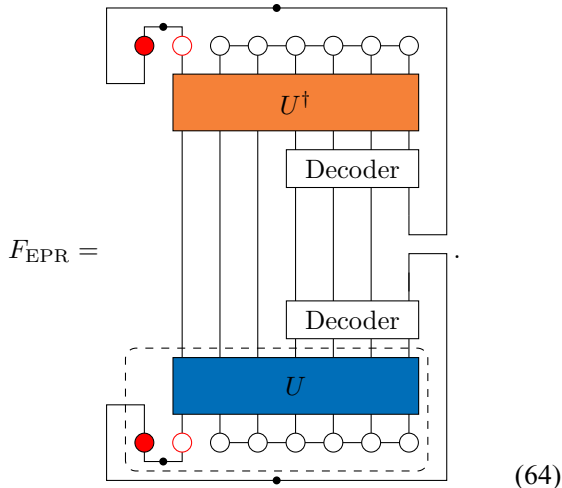 U†
Decoder
F_EPR = .
Decoder
U
(64)